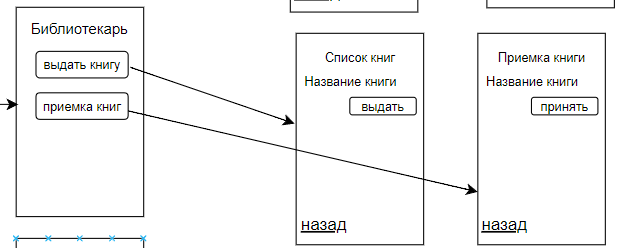 Библиотекарь
выдать книгу
приемка книг
Список книг
Название книги
выдать
назад
Приемка книги
Название книги
принять
назад